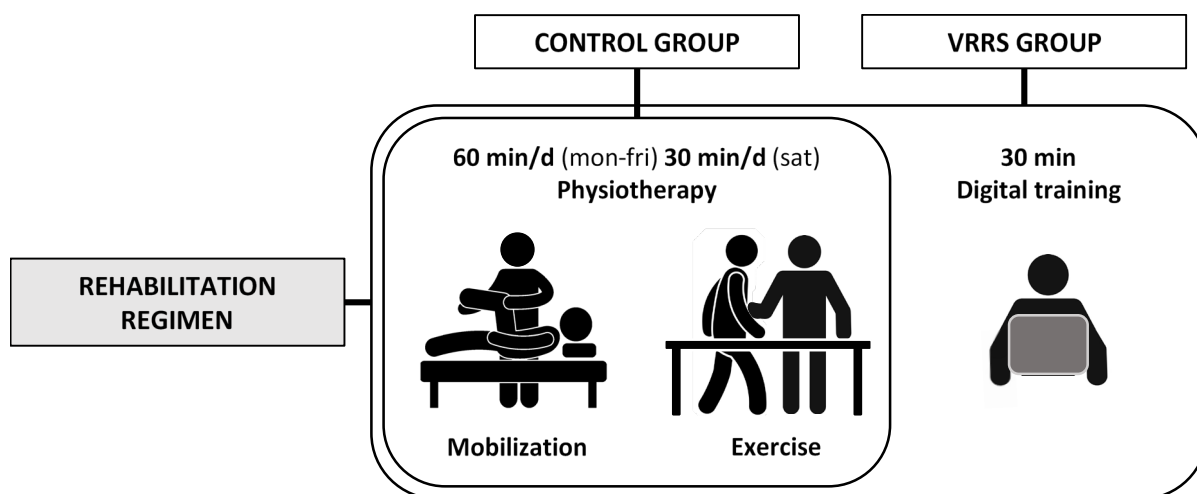 CONTROL GROUP
VRRS GROUP
60 min/d (mon-fri) 30 min/d (sat)
Physiotherapy
30 min
Digital training
REHABILITATION
REGIMEN
Mobilization
Exercise